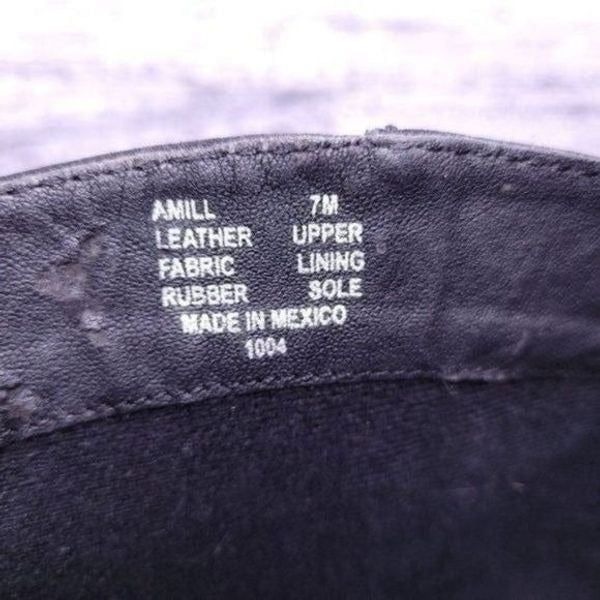 AMILL 7M
LEATHER UPPER
FABRIC LINING
RUBBER SOLE
MADE IN MEXICO
1004